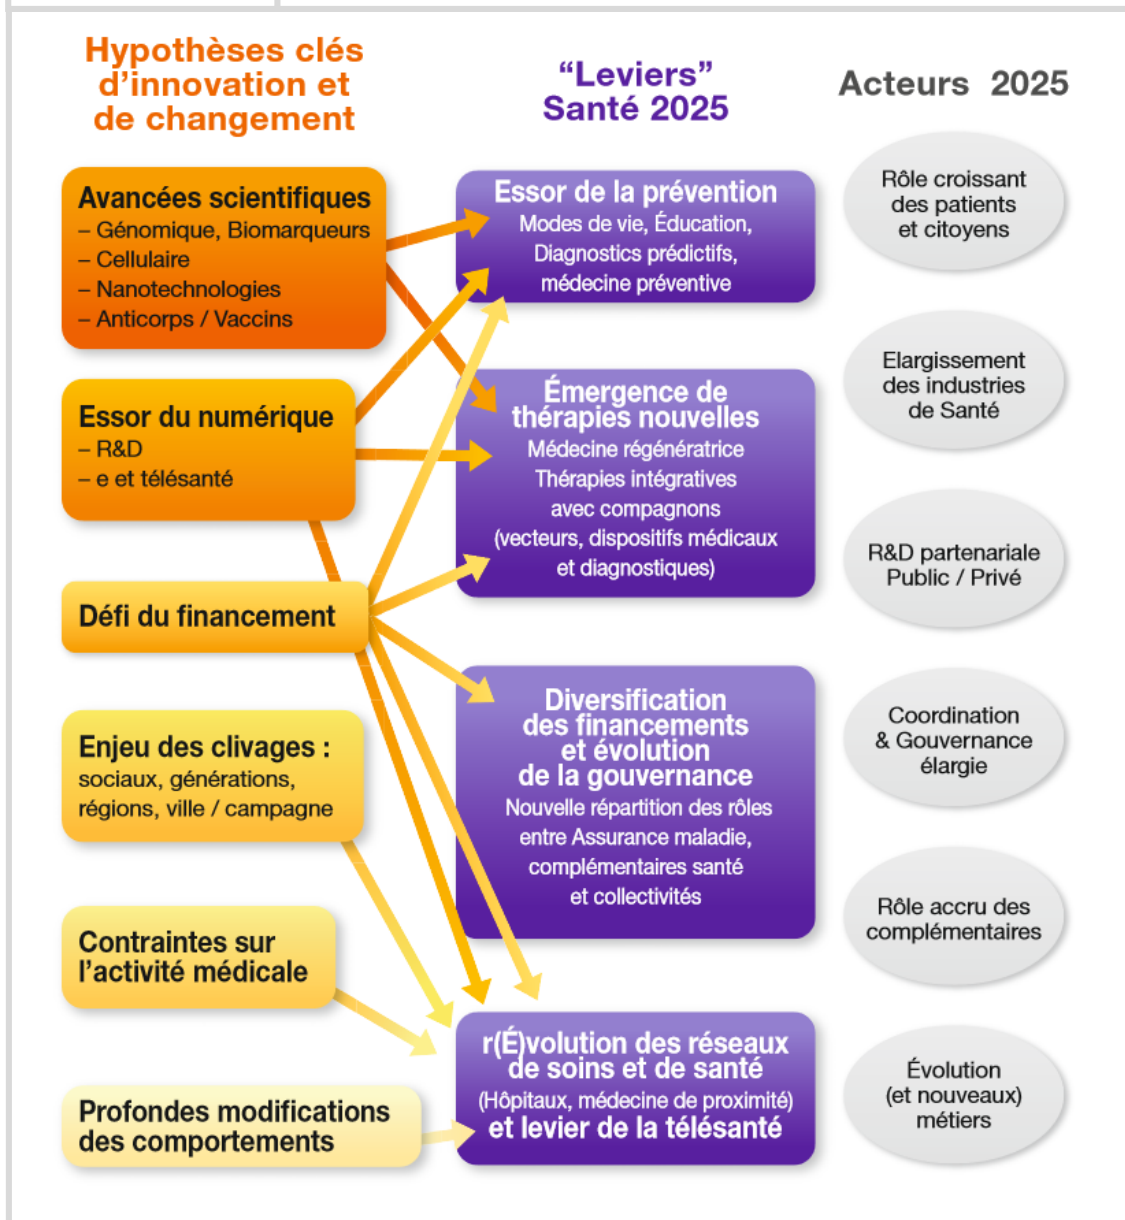 Hypothèses clés
d’innovation et
de changement
Avancées scientifiques
– Génomique, Biomarqueurs
– Cellulaire
– Nanotechnologies
– Anticorps / Vaccins
Essor du numérique
– R&D
– e et télésanté
Défi du financement
Enjeu des clivages :
sociaux, générations,
régions, ville / campagne
Contraintes sur
l’activité médicale
Profondes modifications
des comportements
“Leviers”
Santé 2025
Essor de la prévention
Modes de vie, Éducation,
Diagnostics prédictifs,
médecine préventive
Émergence de
thérapies nouvelles
Médecine régénératrice
Thérapies intégratives
avec compagnons
(vecteurs, dispositifs médicaux
et diagnostiques)
Diversification
des financements
et évolution
de la gouvernance
Nouvelle répartition des rôles
entre Assurance maladie,
complémentaires santé
et collectivités
r(É)volution des réseaux
de soins et de santé
(Hôpitaux, médecine de proximité)
et levier de la télésanté
Acteurs 2025
Rôle croissant
des patients
et citoyens
Elargissement
des industries
de Santé
R&D partenariale
Public / Privé
Coordination
& Gouvernance
élargie
Rôle accru des
complémentaires
Évolution
(et nouveaux)
métiers